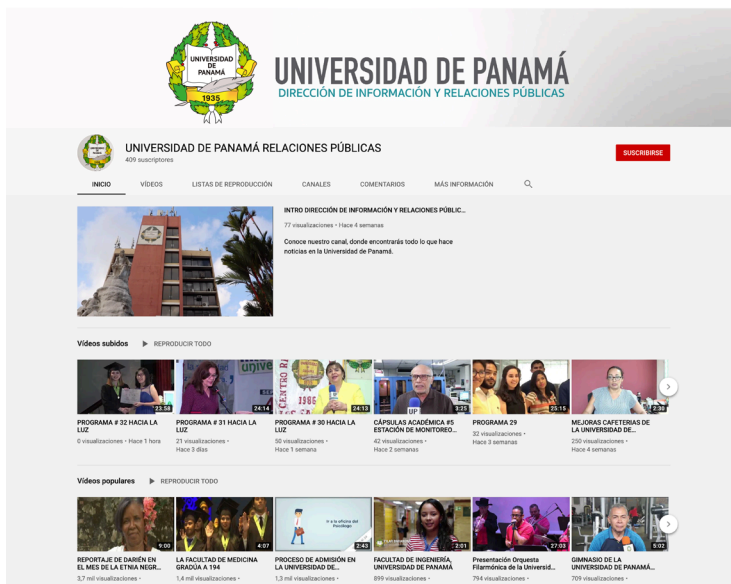 UNIVERSIDAD
DE
PANAMÁ
1935
UNIVERSIDAD DE PANAMÁ
DIRECCIÓN DE INFORMACIÓN Y RELACIONES PÚBLICAS
UNIVERSIDAD DE PANAMÁ RELACIONES PÚBLICAS
409 suscriptores
SUSCRIBIRSE
INICIO VÍDEOS LISTAS DE REPRODUCCIÓN CANALES COMENTARIOS MÁS INFORMACIÓN
INTRO DIRECCIÓN DE INFORMACIÓN Y RELACIONES PÚBLIC...
77 visualizaciones • Hace 4 semanas
Conoce nuestro canal, donde encontrarás todo lo que hace
noticias en la Universidad de Panamá.
Vídeos subidos REPRODUCIR TODO
23:58 24:14 24:13 3:25 25:15 2:30
PROGRAMA # 32 HACIA LA
LUZ
0 visualizaciones • Hace 1 hora
PROGRAMA # 31 HACIA LA
LUZ
21 visualizaciones •
Hace 3 días
CENTRO R
1986
PROGRAMA # 30 HACIA LA
LUZ
50 visualizaciones •
Hace 1 semana
UP
CÁPSULAS ACADÉMICA #5
ESTACIÓN DE MONITOREO...
42 visualizaciones •
Hace 2 semanas
PROGRAMA 29
32 visualizaciones •
Hace 3 semanas
MEJORAS CAFETERIAS DE
LA UNIVERSIDAD DE...
250 visualizaciones •
Hace 4 semanas
Vídeos populares REPRODUCIR TODO
9:00 4:07 2:43 2:01 27:03 5:02
REPORTAJE DE DARIÉN EN
EL MES DE LA ETNIA NEGR...
3,7 mil visualizaciones •
LA FACULTAD DE MEDICINA
GRADÚA A 194
1,4 mil visualizaciones •
Ir a la oficina del
Psicólogo
PROCESO DE ADMISIÓN EN
LA UNIVERSIDAD DE...
1,3 mil visualizaciones •
FACULTAD DE INGENIERÍA,
UNIVERSIDAD DE PANAMÁ
899 visualizaciones •
Presentación Orquesta
Filarmónica de la Universid...
794 visualizaciones •
GIMNASIO DE LA
UNIVERSIDAD DE PANAMÁ...
709 visualizaciones •